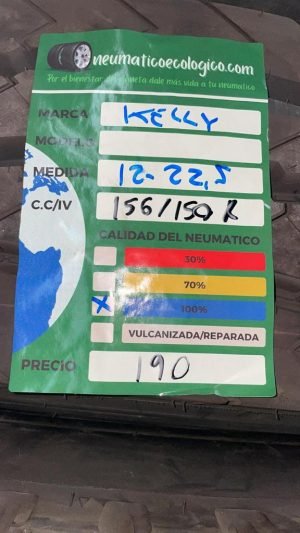 neumaticoecologico.com
Por el bienestar del planeta dale más vida a tu neumatico
MARCA KELLY
MODELO
MEDIDA 12-22,5
C.C/IV 156/150 K
CALIDAD DEL NEUMATICO
30%
70%
X 100%
VULCANIZADA/REPARADA
PRECIO 190